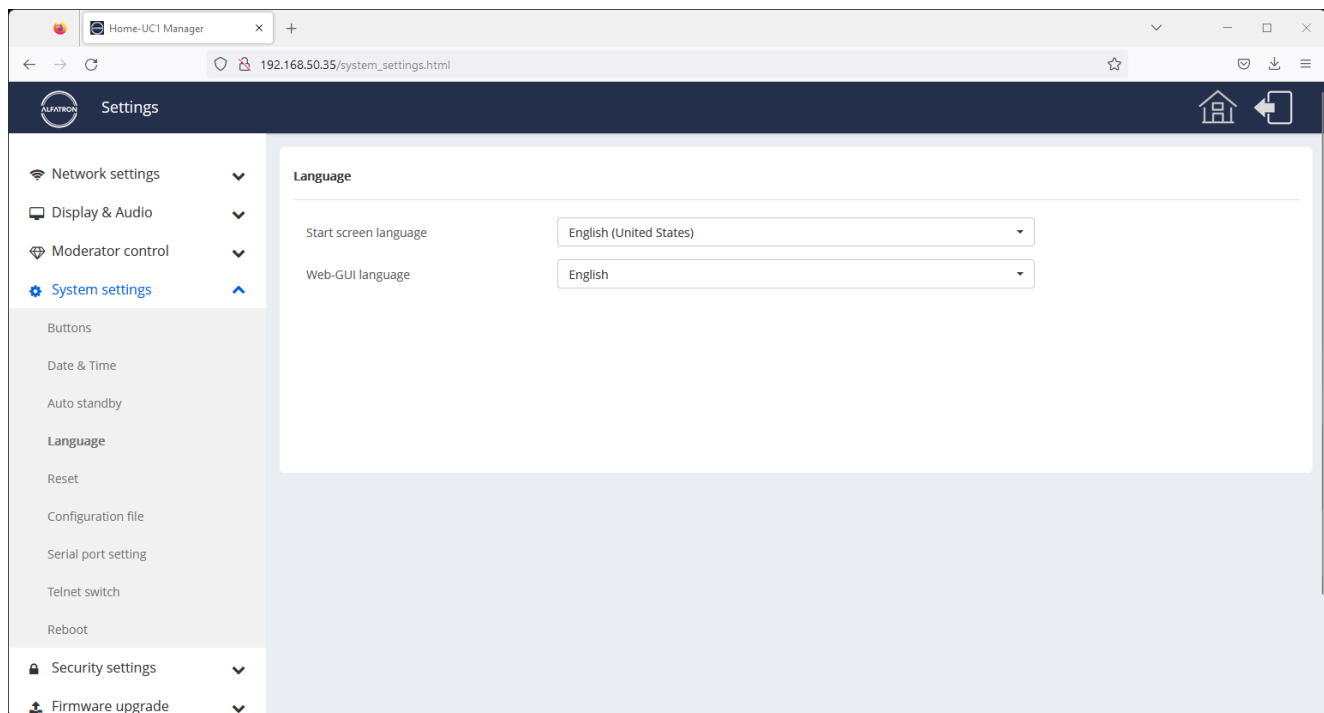 Home-UC1 Manager
192.168.50.35/system_settings.html
ALFATRON
Settings
Network settings
Display & Audio
Moderator control
System settings
Buttons
Date & Time
Auto standby
Language
Reset
Configuration file
Serial port setting
Telnet switch
Reboot
Security settings
Firmware upgrade
Language
Start screen language
English (United States)
Web-GUI language
English